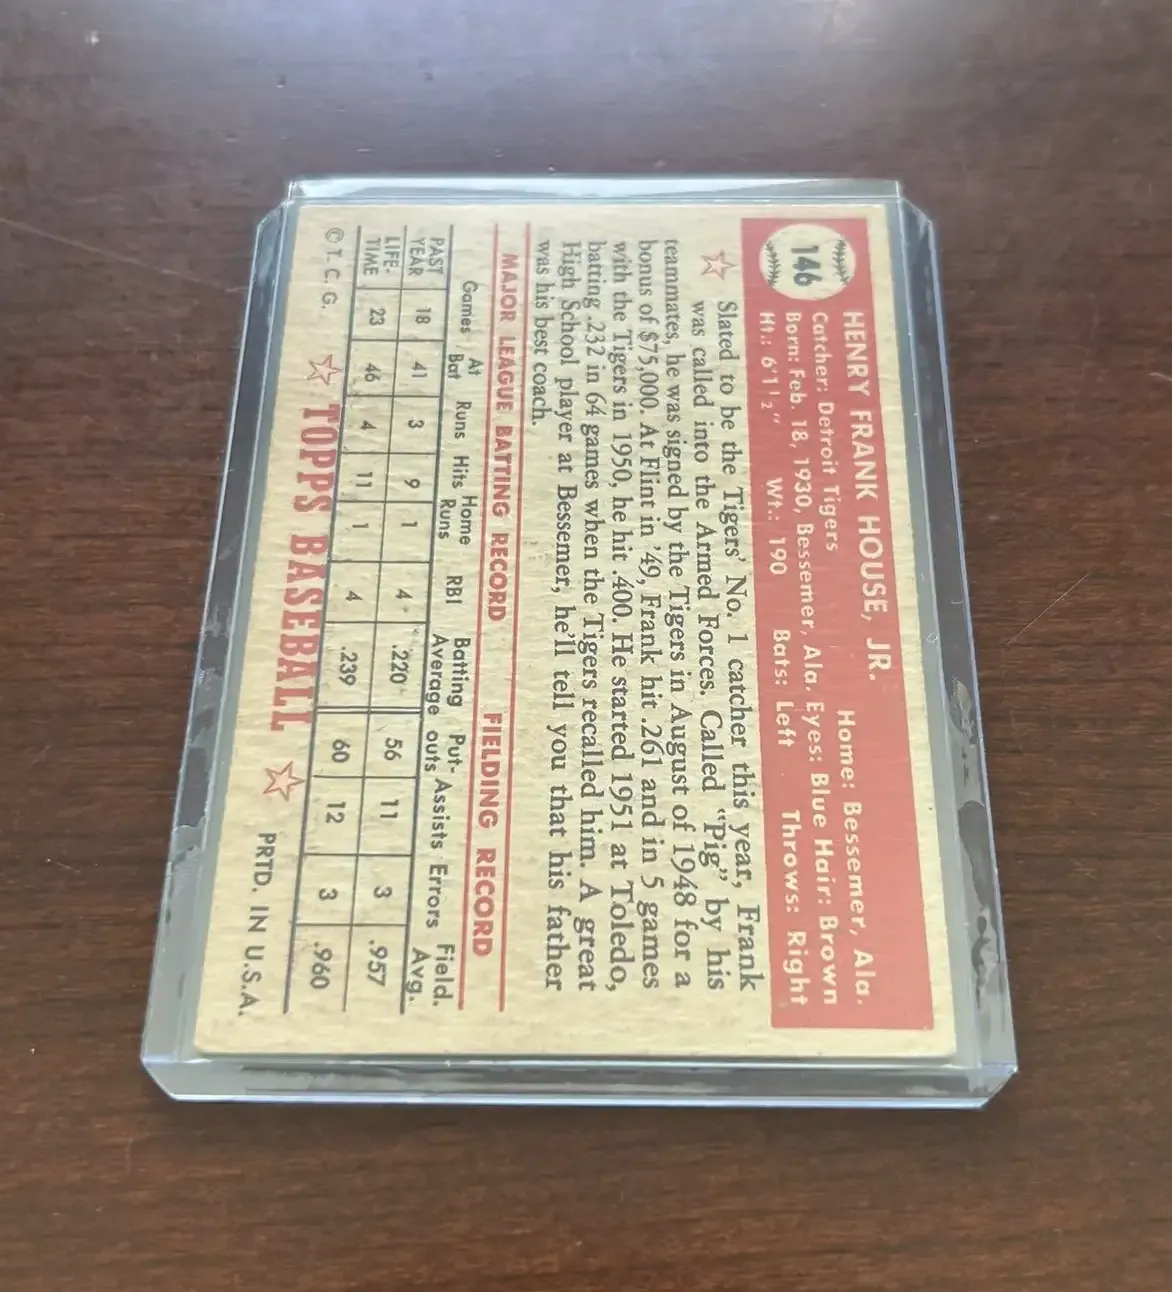 146
HENRY FRANK HOUSE, JR. Home: Bessemer, Ala.
Catcher: Detroit Tigers
Born: Feb. 18, 1930, Bessemer, Ala. Eyes: Blue Hair: Brown
Ht.: 6'1½" Wt.: 190 Bats: Left Throws: Right
Slated to be the Tigers' No. 1 catcher this year, Frank
was called into the Armed Forces. Called "Pig" by his
teammates, he was signed by the Tigers in August of 1948 for a
bonus of $75,000. At Flint in '49, Frank hit .261 and in 5 games
with the Tigers in 1950, he hit .400. He started 1951 at Toledo,
batting .232 in 64 games when the Tigers recalled him. A great
High School player at Bessemer, he'll tell you that his father
was his best coach.
MAJOR LEAGUE BATTING RECORD FIELDING RECORD
Games At Bat Runs Hits Home Runs RBI Batting Average Put-outs Assists Errors Field. Avg.
PAST YEAR 18 41 3 9 1 4 .220 56 11 3 .957
LIFE-TIME 23 46 4 11 1 4 .239 60 12 3 .960
© T. C. G. TOPPS BASEBALL PRTD. IN U.S.A.